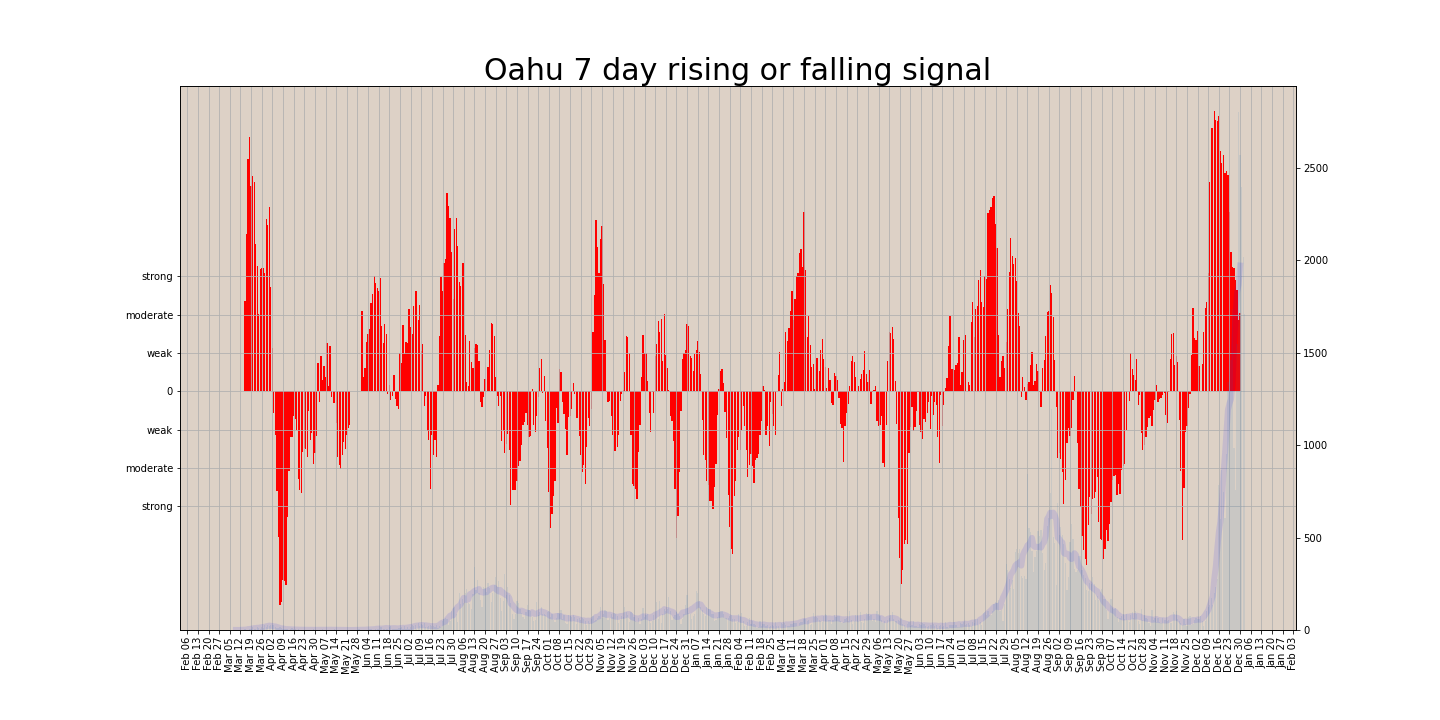 Oahu 7 day rising or falling signal
strong
moderate
weak
0
weak
moderate
strong
2500
2000
1500
1000
500
0
Feb 06
Feb 13
Feb 20
Feb 27
Mar 05
Mar 12
Mar 19
Mar 26
Apr 02
Apr 09
Apr 16
Apr 23
Apr 30
May 07
May 14
May 21
May 28
Jun 04
Jun 11
Jun 18
Jun 25
Jul 02
Jul 09
Jul 16
Jul 23
Jul 30
Aug 06
Aug 13
Aug 20
Aug 27
Sep 03
Sep 10
Sep 17
Sep 24
Oct 01
Oct 08
Oct 15
Oct 22
Oct 29
Nov 05
Nov 12
Nov 19
Nov 26
Dec 03
Dec 10
Dec 17
Dec 24
Dec 31
Jan 07
Jan 14
Jan 21
Jan 28
Feb 04
Feb 11
Feb 18
Feb 25
Mar 04
Mar 11
Mar 18
Mar 25
Apr 01
Apr 08
Apr 15
Apr 22
Apr 29
May 06
May 13
May 20
May 27
Jun 03
Jun 10
Jun 17
Jun 24
Jul 01
Jul 08
Jul 15
Jul 22
Jul 29
Aug 05
Aug 12
Aug 19
Aug 26
Sep 02
Sep 09
Sep 16
Sep 23
Sep 30
Oct 07
Oct 14
Oct 21
Oct 28
Nov 04
Nov 11
Nov 18
Nov 25
Dec 02
Dec 09
Dec 16
Dec 23
Dec 30
Jan 06
Jan 13
Jan 20
Jan 27
Feb 03